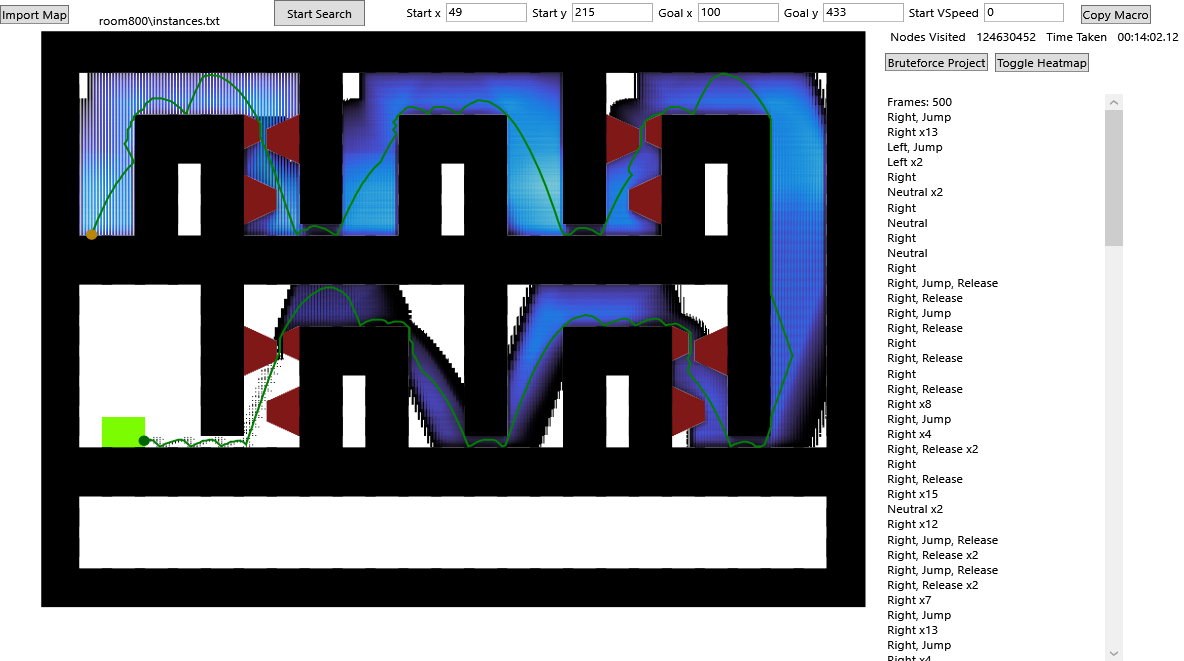 Import Map room800\instances.txt Start Search Start x 49 Start y 215 Goal x 100 Goal y 433 Start VSpeed 0 Copy Macro
Nodes Visited 124630452 Time Taken 00:14:02.12
Bruteforce Project Toggle Heatmap
Frames: 500
Right, Jump
Right x13
Left, Jump
Left x2
Right
Neutral x2
Right
Neutral
Right
Neutral
Right
Right, Jump, Release
Right, Release
Right, Jump
Right, Release
Right
Right, Release
Right
Right, Release
Right x8
Right, Jump
Right x4
Right, Release x2
Right
Right, Release
Right x15
Neutral x2
Right x12
Right, Jump, Release
Right, Release x2
Right, Jump, Release
Right, Release x2
Right x7
Right, Jump
Right x13
Right, Jump
Right x4